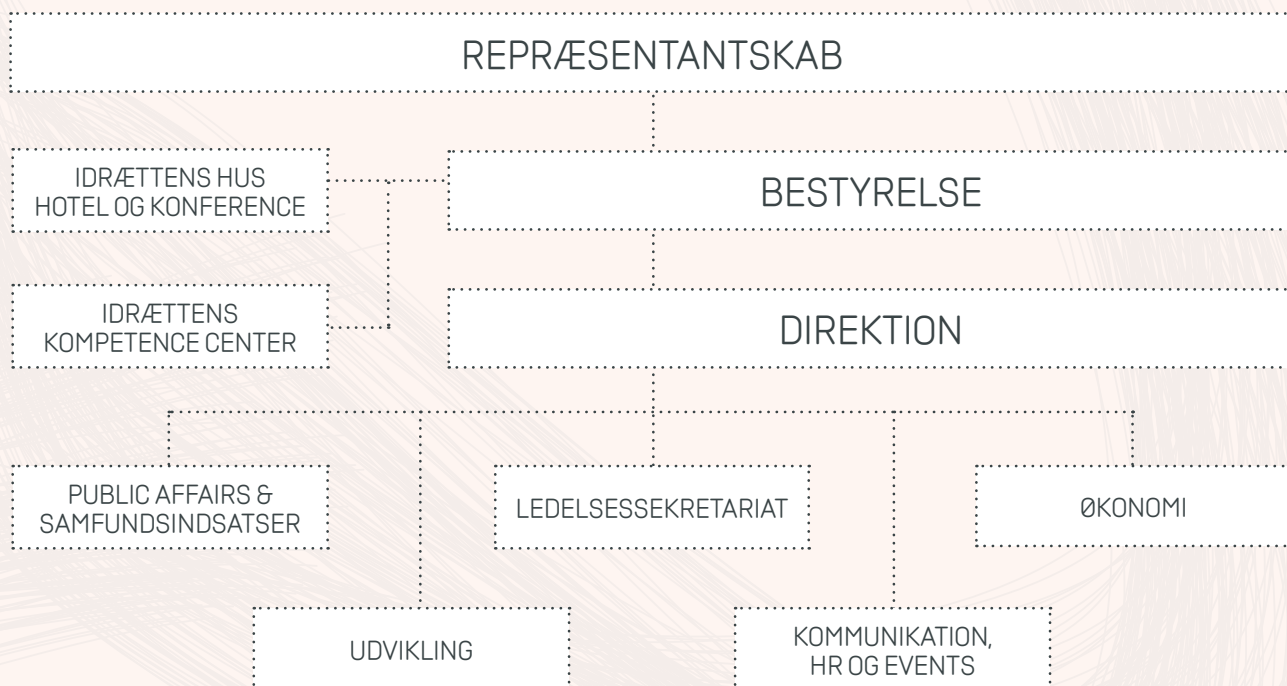 REPRÆSENTANTSKAB
IDRÆTTENS HUS
HOTEL OG KONFERENCE
BESTYRELSE
IDRÆTTENS
KOMPETENCE CENTER
DIREKTION
PUBLIC AFFAIRS &
SAMFUNDSINDSATSER
LEDELSESSEKRETARIAT
ØKONOMI
UDVIKLING
KOMMUNIKATION,
HR OG EVENTS